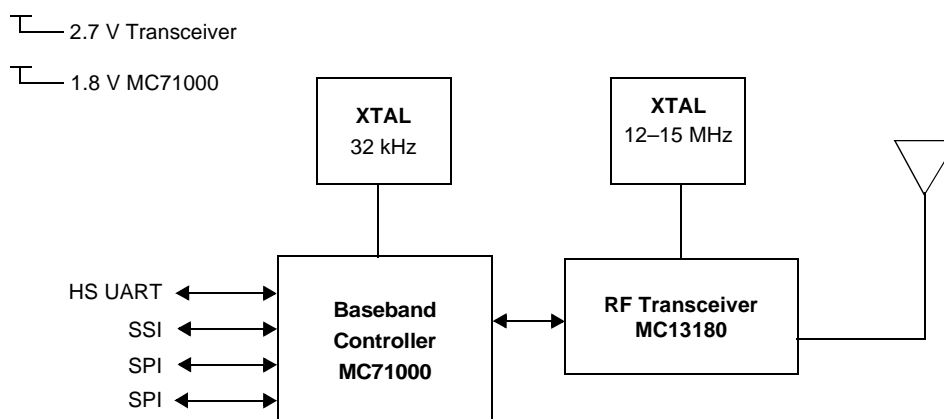 2.7 V Transceiver
1.8 V MC71000
XTAL
32 kHz
XTAL
12–15 MHz
HS UART
SSI
SPI
SPI
Baseband
Controller
MC71000
RF Transceiver
MC13180